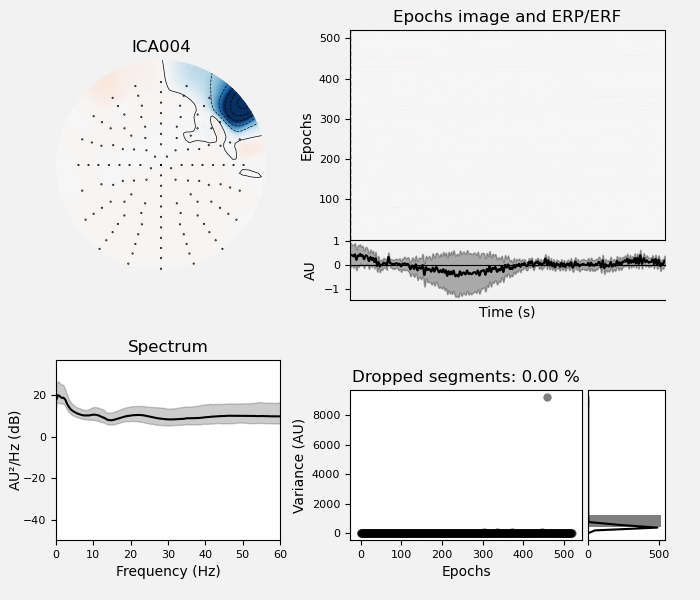 ICA004
Epochs image and ERP/ERF
500
400
300
200
100
Epochs
1
0
−1
AU
Time (s)
Spectrum
20
0
−20
−40
AU²/Hz (dB)
0 10 20 30 40 50 60
Frequency (Hz)
Dropped segments: 0.00 %
8000
6000
4000
2000
0
Variance (AU)
0 100 200 300 400 500
Epochs
0 500